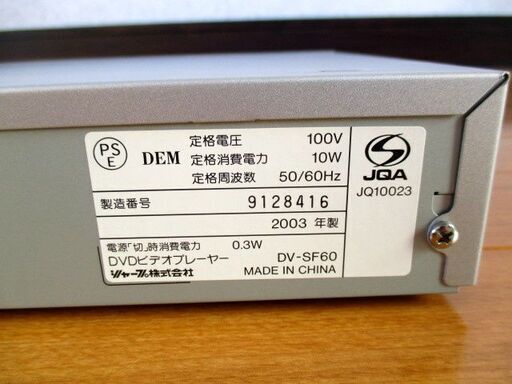 PS
E
DEM
定格電圧 100V
定格消費電力 10W
定格周波数 50/60Hz
製造番号 9128416
2003 年製
電源「切」時消費電力 0.3W
DVDビデオプレーヤー DV-SF60
シャープ株式会社 MADE IN CHINA
JQA
JQ10023